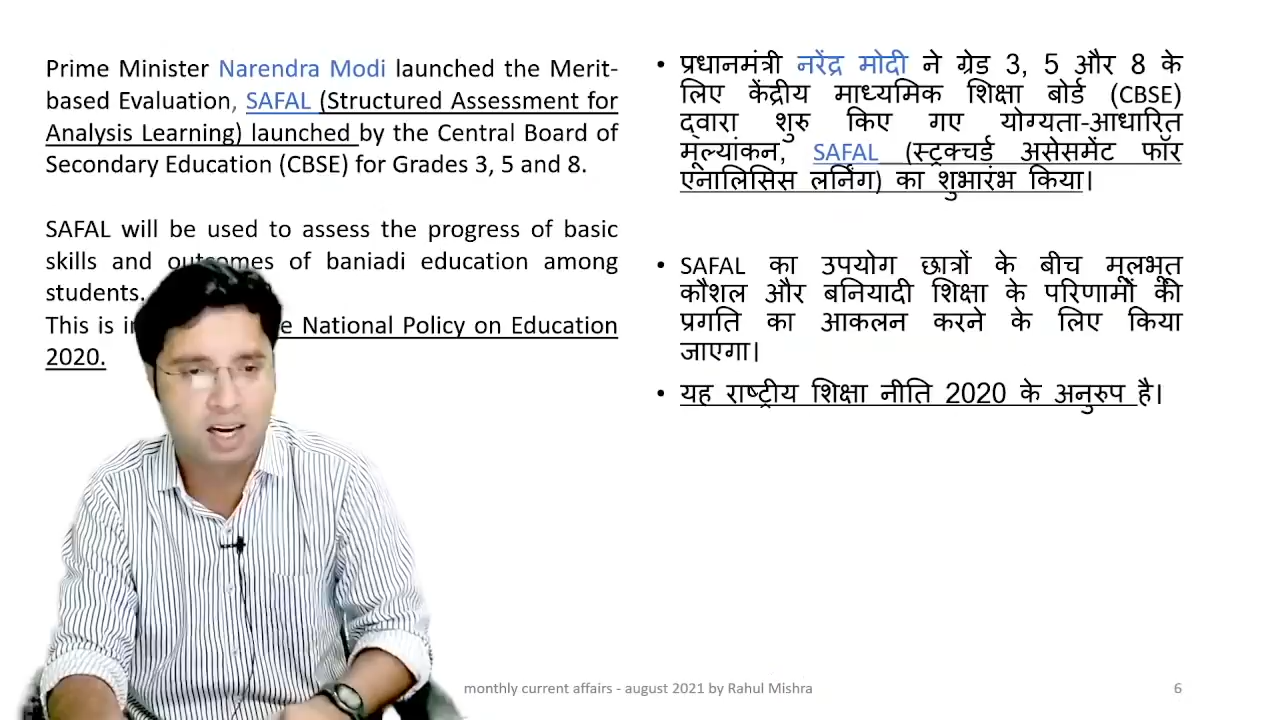 Prime Minister Narendra Modi launched the Merit-
based Evaluation, SAFAL (Structured Assessment for
Analysis Learning) launched by the Central Board of
Secondary Education (CBSE) for Grades 3, 5 and 8.
SAFAL will be used to assess the progress of basic
skills and outcomes of baniadi education among
students.
This is National Policy on Education
2020.
• प्रधानमंत्री नरेंद्र मोदी ने ग्रेड 3, 5 और 8 के
लिए केंद्रीय माध्यमिक शिक्षा बोर्ड (CBSE)
द्वारा शुरु किए गए योग्यता-आधारित
मूल्यांकन, SAFAL (स्ट्रक्चर्ड असेसमेंट फॉर
एनालिसिस लर्निंग) का शुभारंभ किया।
• SAFAL का उपयोग छात्रों के बीच मूलभूत
कौशल और बनियादी शिक्षा के परिणामों की
प्रगति का आकलन करने के लिए किया
जाएगा।
• यह राष्ट्रीय शिक्षा नीति 2020 के अनुरुप है।
monthly current affairs - august 2021 by Rahul Mishra
6